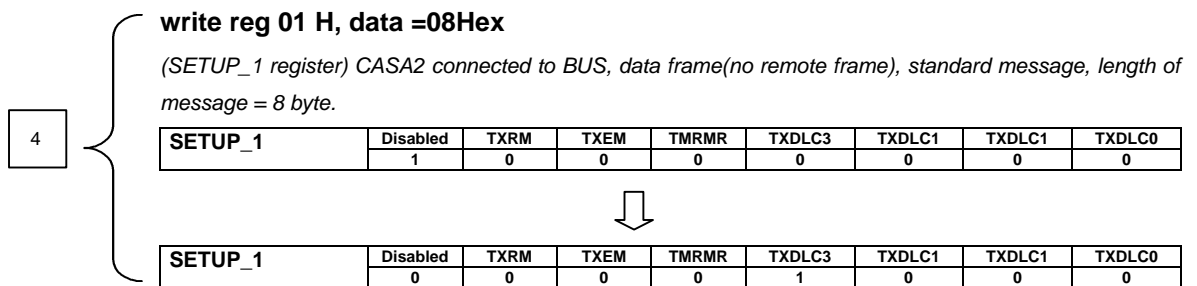 write reg 01 H, data =08Hex
(SETUP_1 register) CASA2 connected to BUS, data frame(no remote frame), standard message, length of
message = 8 byte.
4
SETUP_1 Disabled TXRM TXEM TMRMR TXDLC3 TXDLC1 TXDLC1 TXDLC0
1 0 0 0 0 0 0 0
SETUP_1 Disabled TXRM TXEM TMRMR TXDLC3 TXDLC1 TXDLC1 TXDLC0
0 0 0 0 1 0 0 0